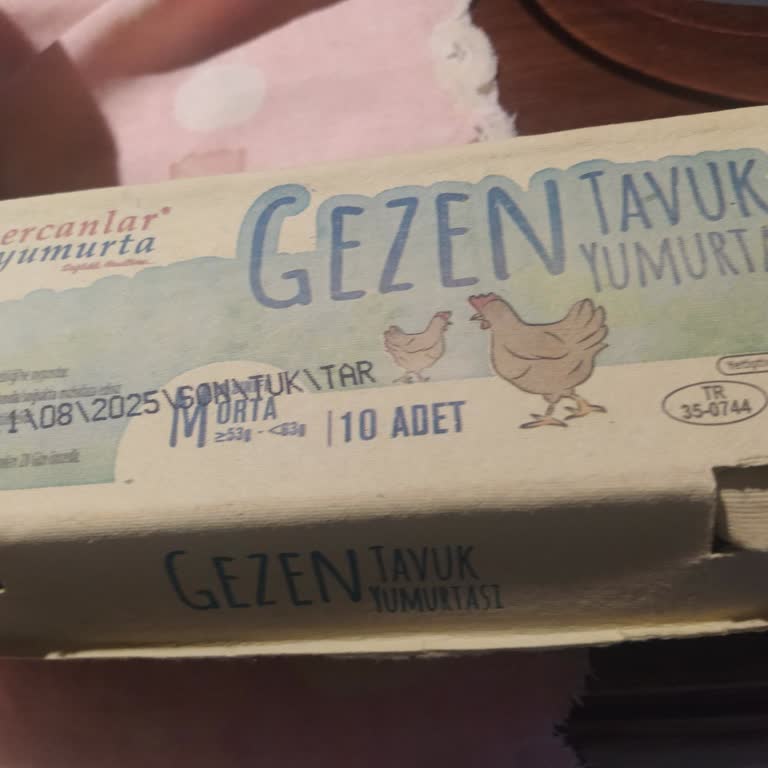 ercanlar
yumurta
GEZEN TAVUK
YUMURTA
1\08\2025\SON\TUK\TAR
M ORTA
≥53g - <63g | 10 ADET
TR
35-0744
GEZEN TAVUK
YUMURTASI